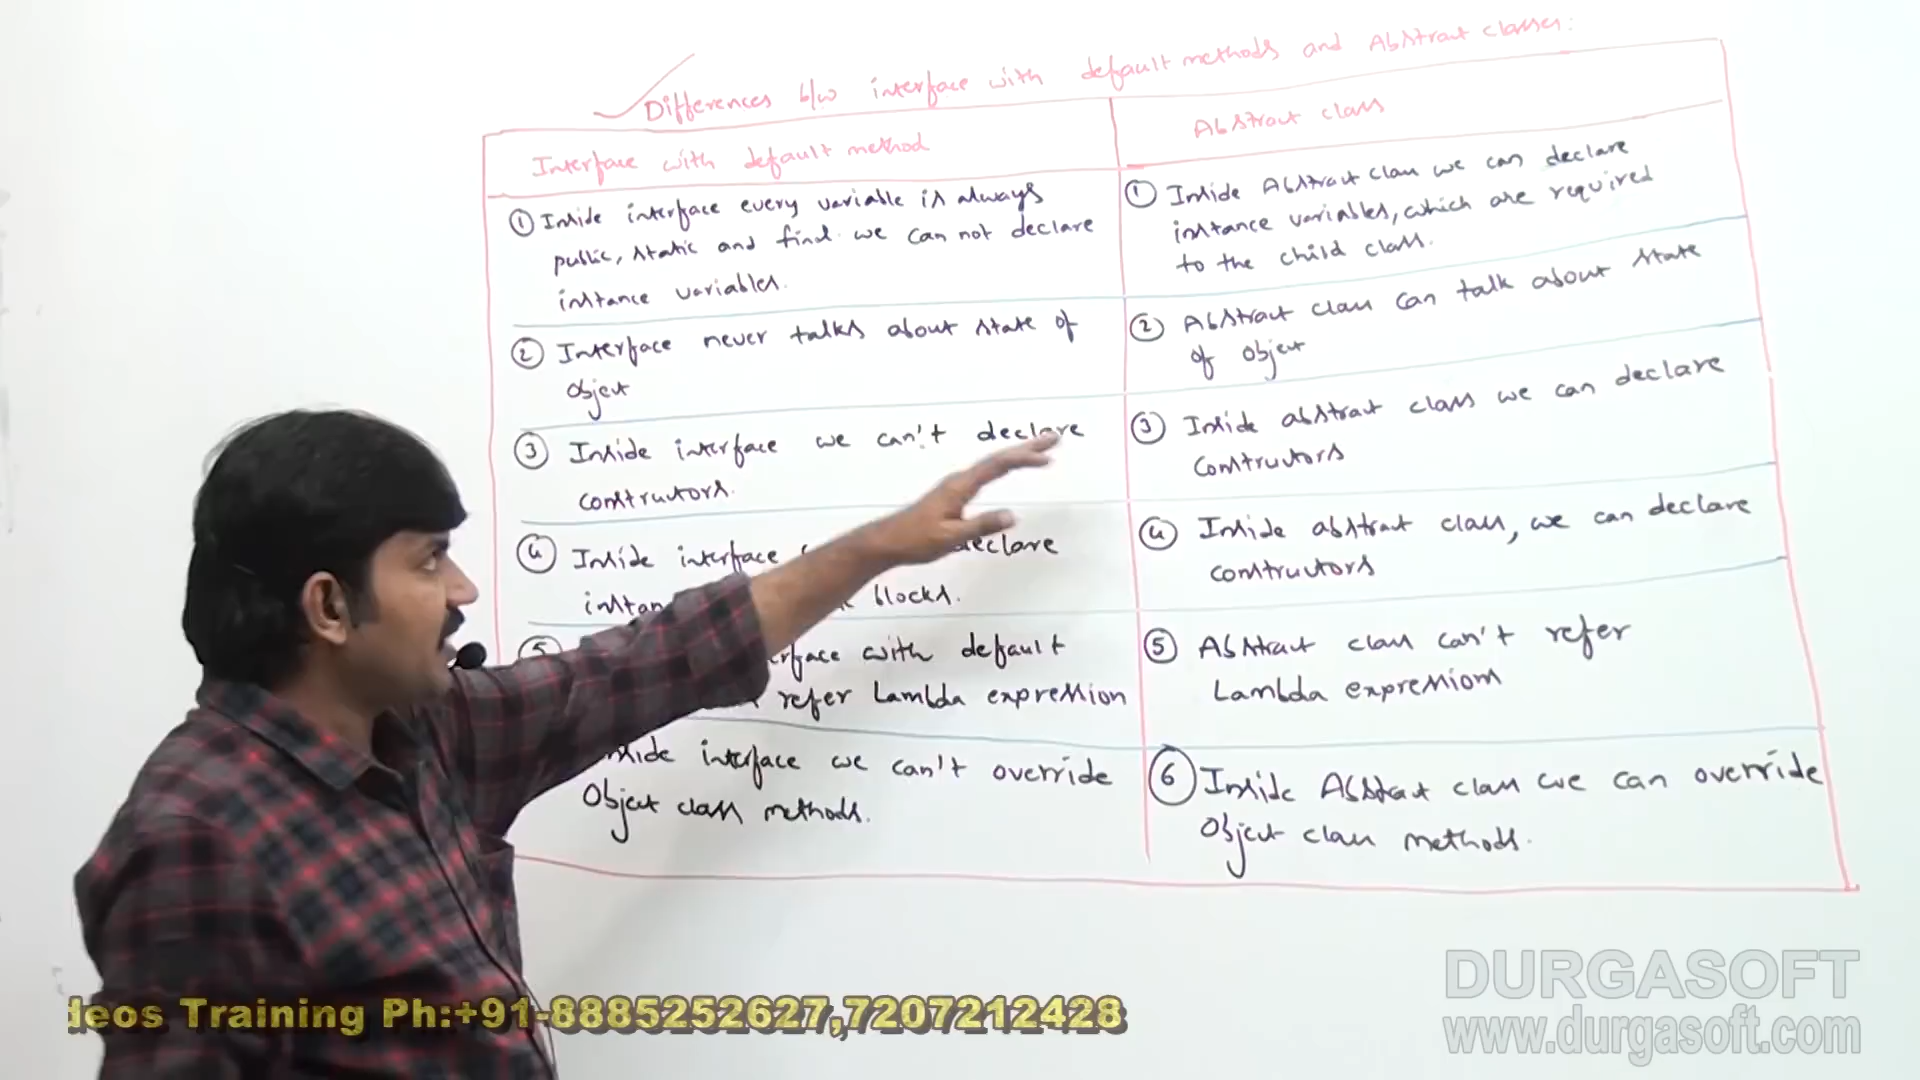 Differences b/w interface with default methods and Abstract classes:
Interface with default method
① Inside interface every variable is always
public, static and final. we can not declare
instance variables.
② Interface never talks about state of
object
③ Inside interface we can't declare
constructors.
④ Inside interface declare
instan blocks.
⑤ rface with default
refer Lambda expression
Inside interface we can't override
Object class methods.
Abstract class
① Inside Abstract class we can declare
instance variables, which are required
to the child class.
② Abstract class can talk about state
of object
③ Inside abstract class we can declare
constructors
④ Inside abstract class, we can declare
constructors
⑤ Abstract class can't refer
Lambda expressions
⑥ Inside Abstract class we can override
Object class methods.
deos Training Ph:+91-8885252627,7207212428
DURGASOFT
www.durgasoft.com